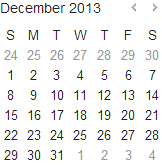 December 2013
S M T W T F S
24 25 26 27 28 29 30
1 2 3 4 5 6 7
8 9 10 11 12 13 14
15 16 17 18 19 20 21
22 23 24 25 26 27 28
29 30 31 1 2 3 4